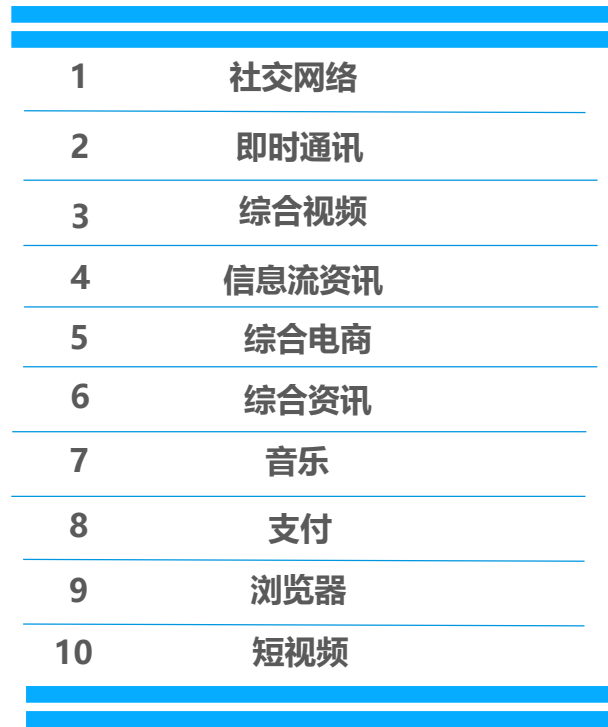 1 社交网络
2 即时通讯
3 综合视频
4 信息流资讯
5 综合电商
6 综合资讯
7 音乐
8 支付
9 浏览器
10 短视频